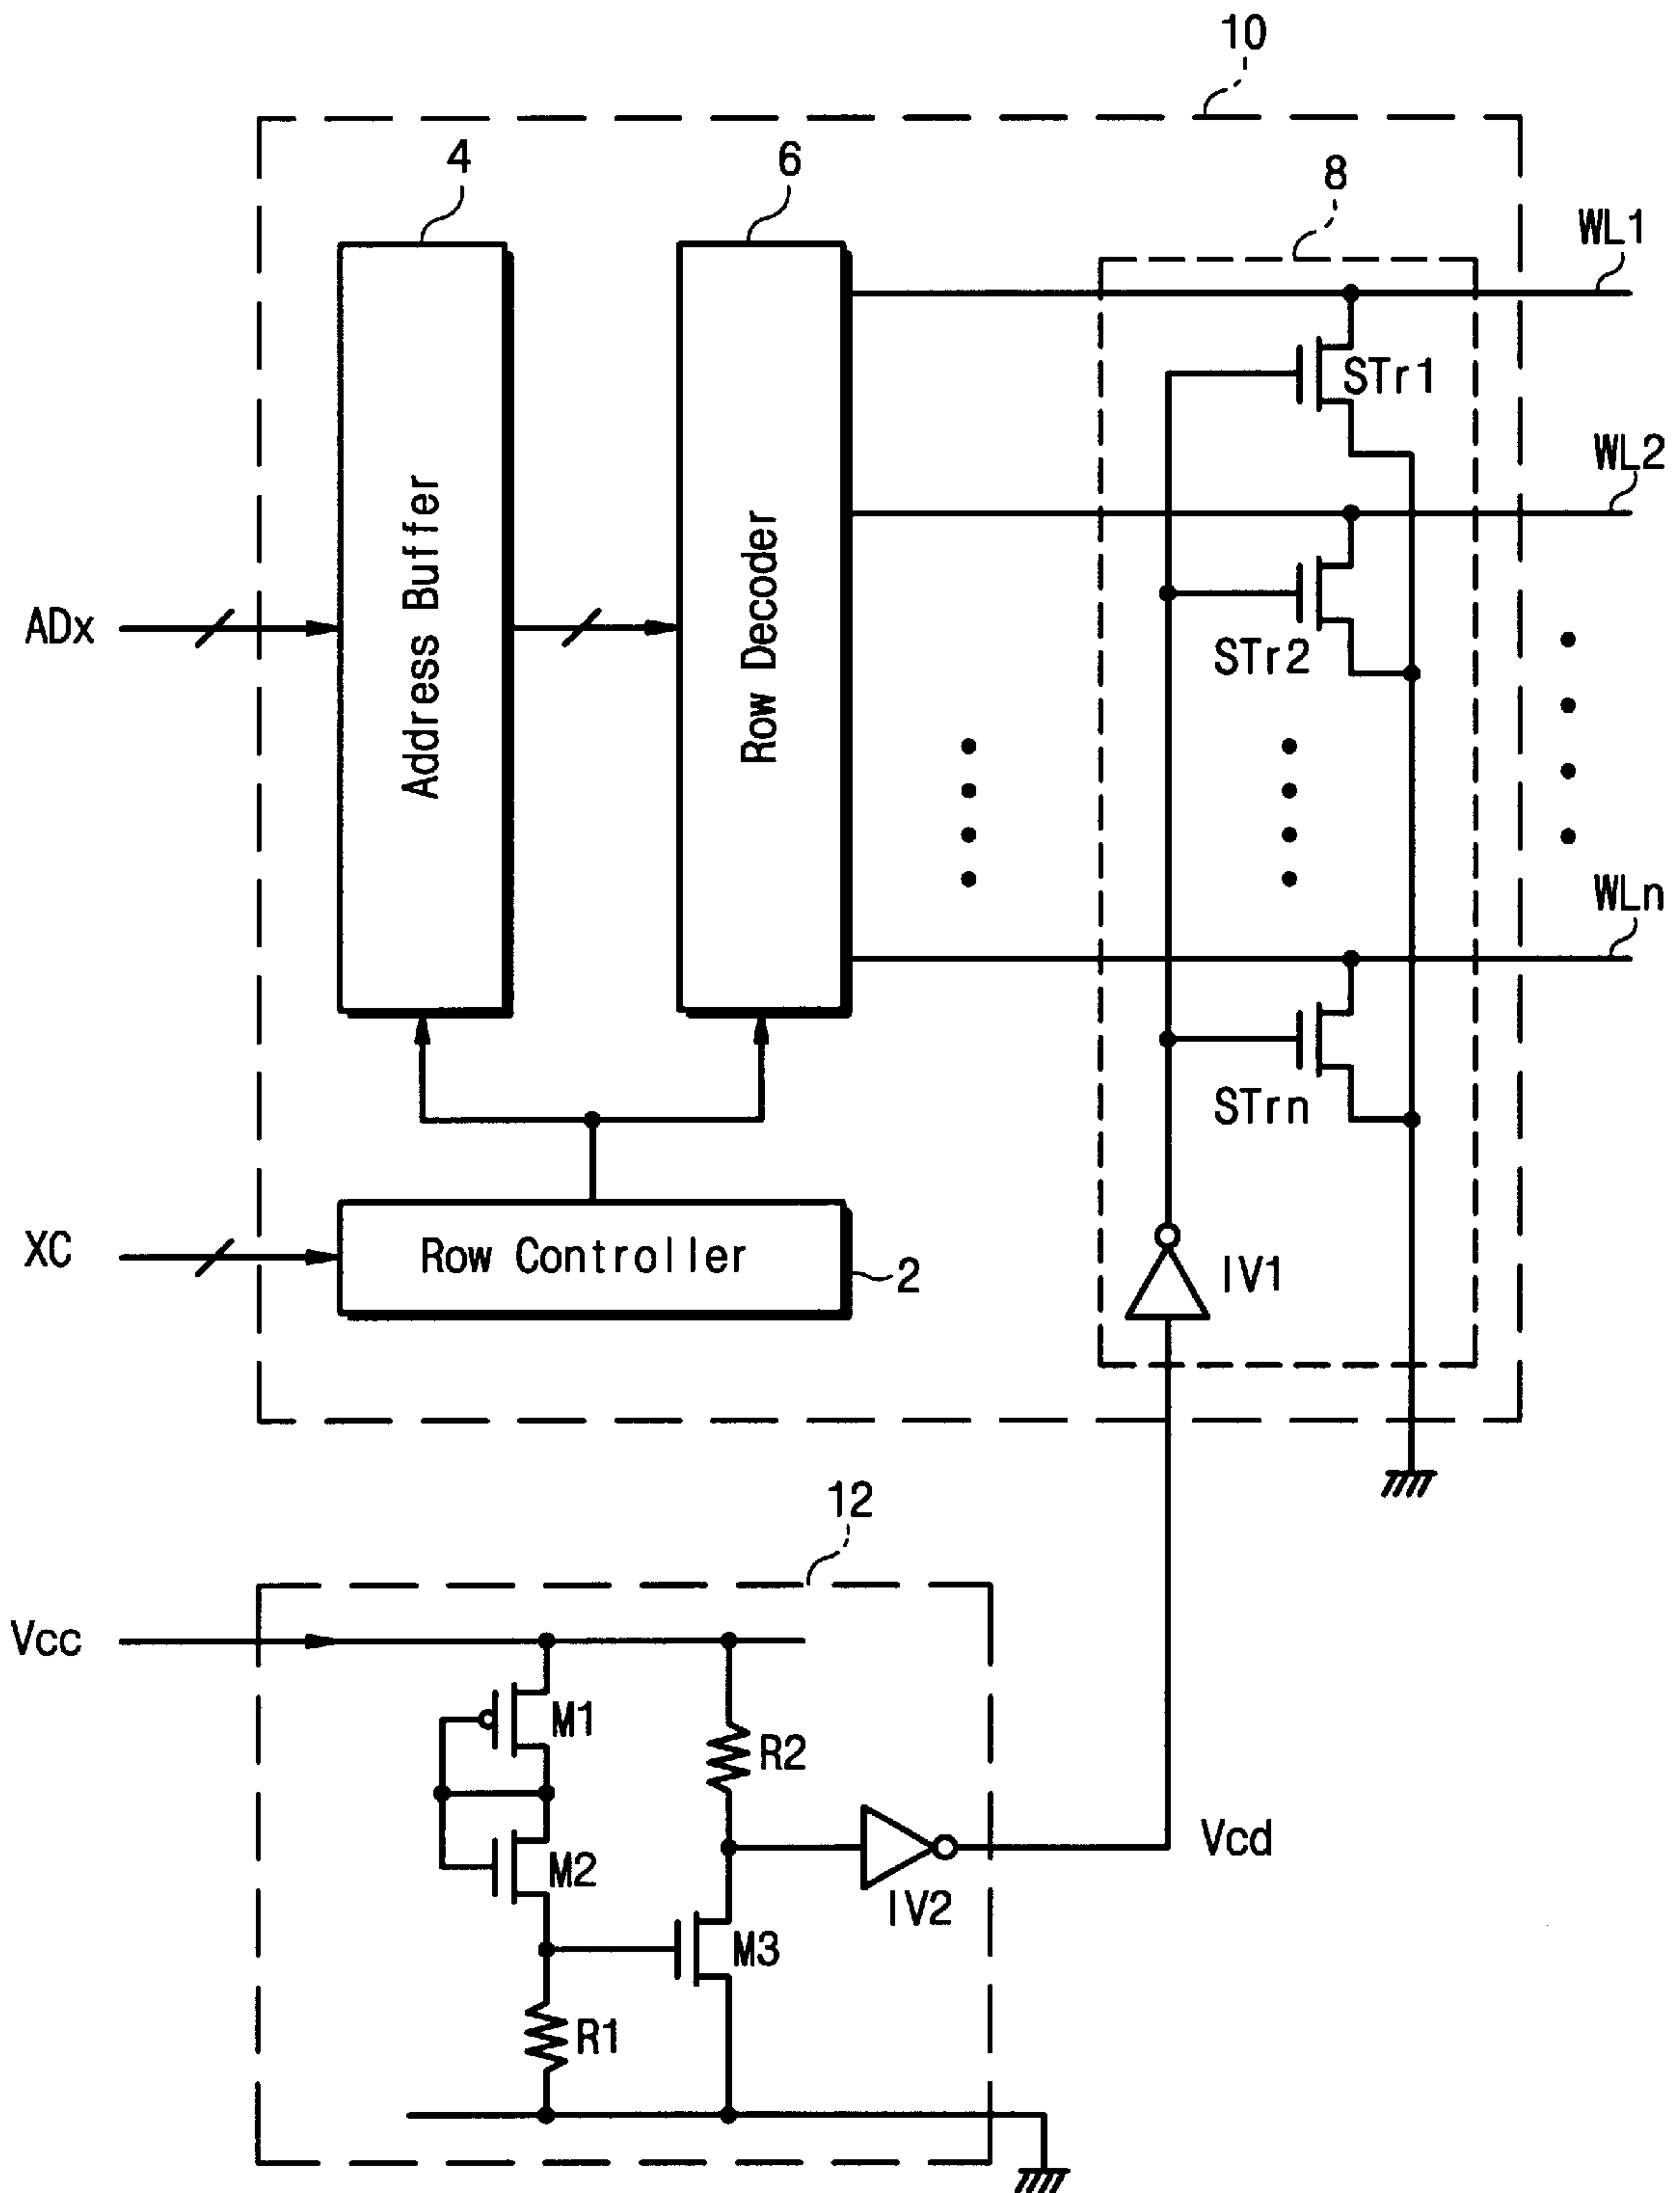 10
4
6
8
WL1
STr1
WL2
Address Buffer
Row Decoder
ADx
STr2
WLn
STrn
XC
Row Controller
2
IV1
12
Vcc
M1
R2
M2
Vcd
IV2
M3
R1